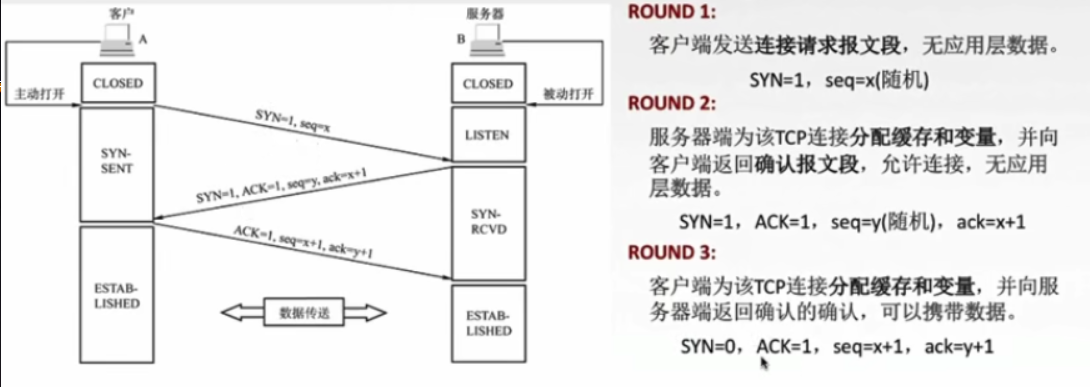 客户
A
服务器
B
CLOSED
CLOSED
主动打开
被动打开
SYN=1, seq=x
LISTEN
SYN-
SENT
SYN=1, ACK=1, seq=y, ack=x+1
SYN-
RCVD
ACK=1, seq=x+1, ack=y+1
ESTAB-
LISHED
数据传送
ESTAB-
LISHED
ROUND 1:
客户端发送连接请求报文段，无应用层数据。
SYN=1，seq=x(随机)
ROUND 2:
服务器端为该TCP连接分配缓存和变量，并向
客户端返回确认报文段，允许连接，无应用
层数据。
SYN=1，ACK=1，seq=y(随机)，ack=x+1
ROUND 3:
客户端为该TCP连接分配缓存和变量，并向服
务器端返回确认的确认，可以携带数据。
SYN=0，ACK=1，seq=x+1，ack=y+1